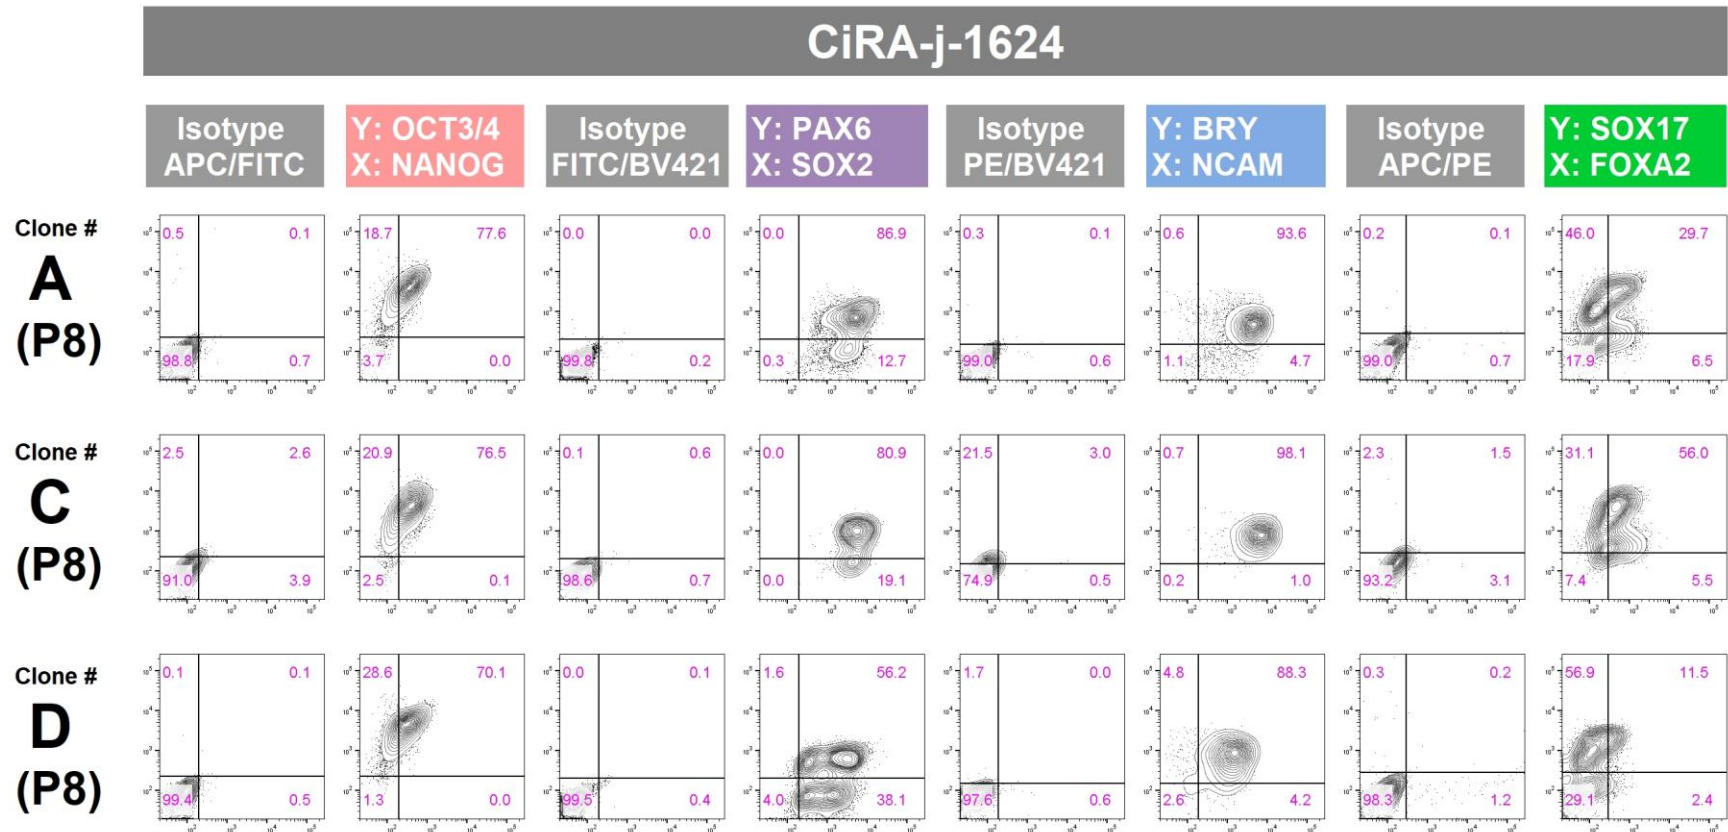 CiRA-j-1624
Isotype
APC/FITC
Y: OCT3/4
X: NANOG
Isotype
FITC/BV421
Y: PAX6
X: SOX2
Isotype
PE/BV421
Y: BRY
X: NCAM
Isotype
APC/PE
Y: SOX17
X: FOXA2
Clone #
A
(P8)
0.5 0.1
98.8 0.7
18.7 77.6
3.7 0.0
0.0 0.0
99.8 0.2
0.0 86.9
0.3 12.7
0.3 0.1
99.0 0.6
0.6 93.6
1.1 4.7
0.2 0.1
99.0 0.7
46.0 29.7
17.9 6.5
Clone #
C
(P8)
2.5 2.6
91.0 3.9
20.9 76.5
2.5 0.1
0.1 0.6
98.6 0.7
0.0 80.9
0.0 19.1
21.5 3.0
74.9 0.5
0.7 98.1
0.2 1.0
2.3 1.5
93.2 3.1
31.1 56.0
7.4 5.5
Clone #
D
(P8)
0.1 0.1
99.4 0.5
28.6 70.1
1.3 0.0
0.0 0.1
99.5 0.4
1.6 56.2
4.0 38.1
1.7 0.0
97.6 0.6
4.8 88.3
2.6 4.2
0.3 0.2
98.3 1.2
56.9 11.5
29.1 2.4